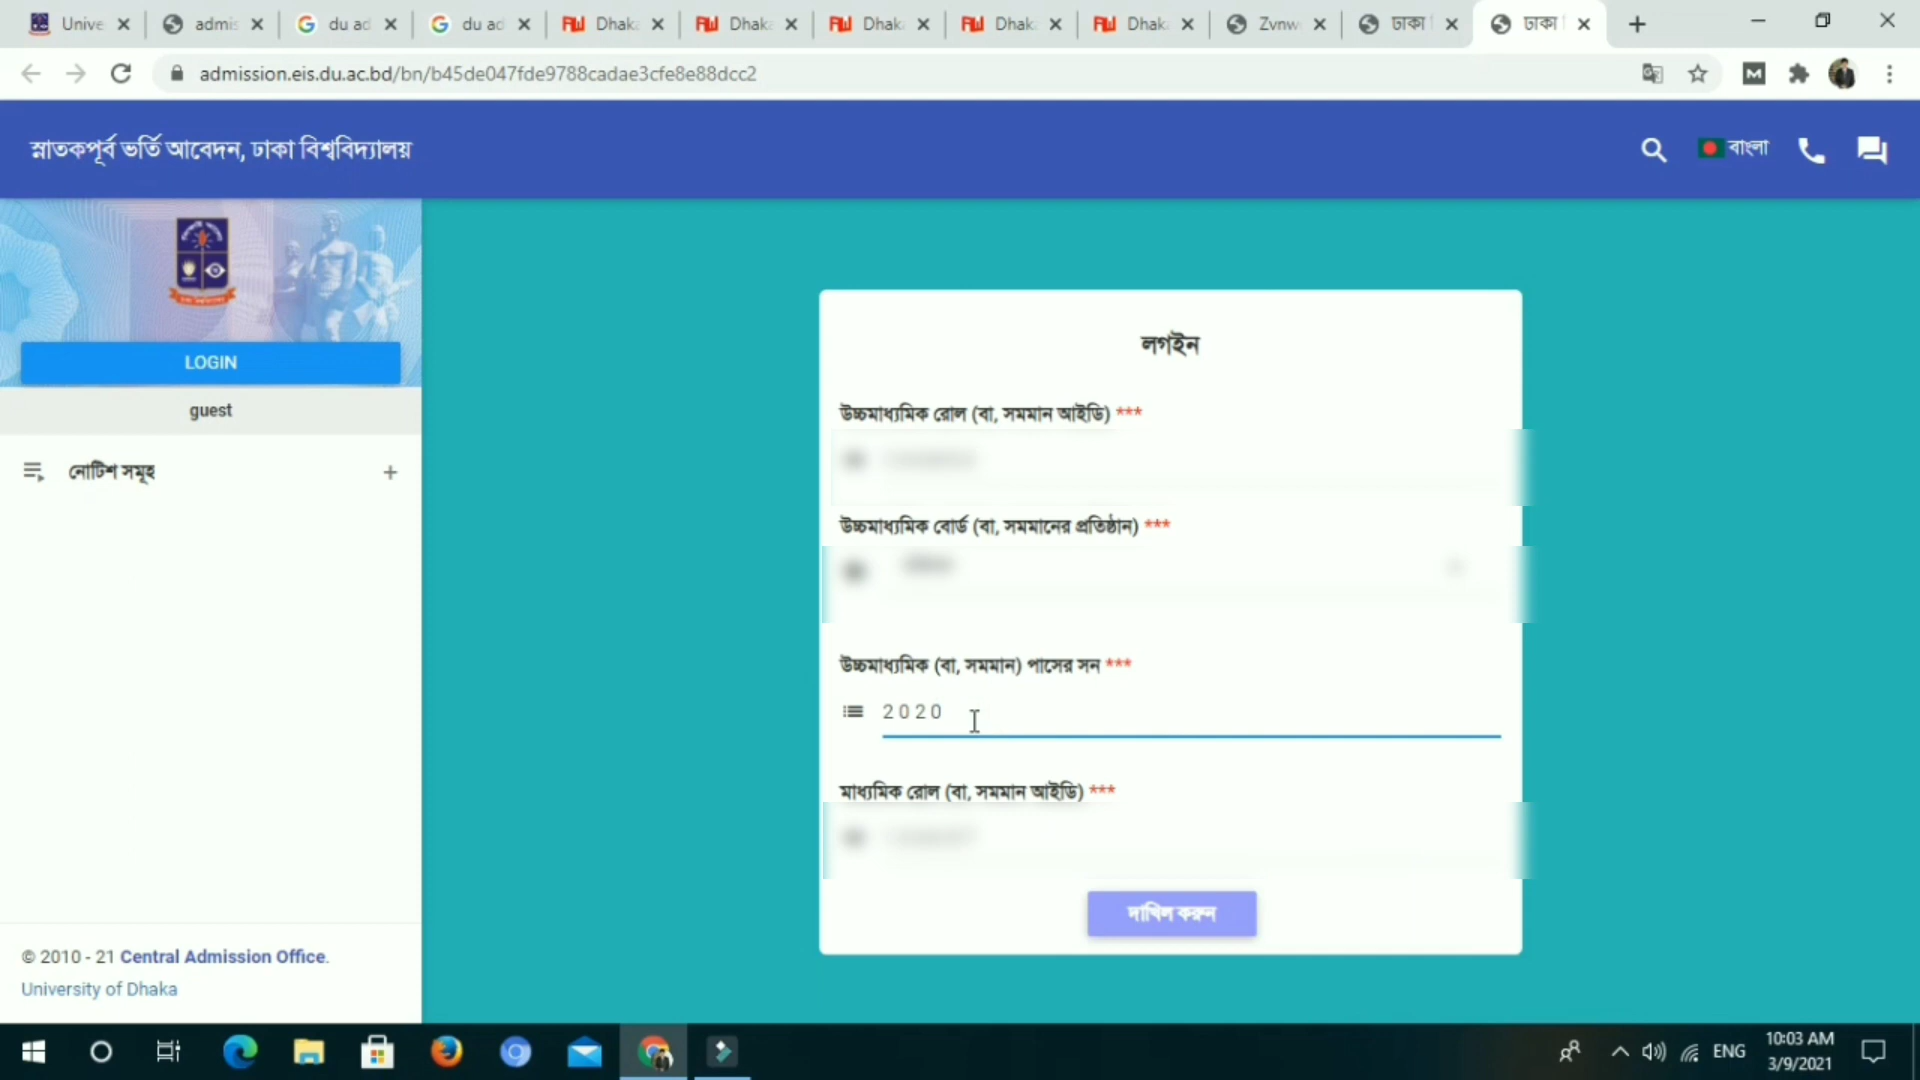 Unive
admis
du ad
du ad
Dhaka
Dhaka
Dhak
Dhak
Dhak
Zvnw
ঢাকা
ঢাকা
admission.eis.du.ac.bd/bn/b45de047fde9788cadae3cfe8e88dcc2
স্নাতকপূর্ব ভর্তি আবেদন, ঢাকা বিশ্ববিদ্যালয়
বাংলা
LOGIN
guest
নোটিশ সমূহ
লগইন
উচ্চমাধ্যমিক রোল (বা, সমমান আইডি) ***
উচ্চমাধ্যমিক বোর্ড (বা, সমমানের প্রতিষ্ঠান) ***
উচ্চমাধ্যমিক (বা, সমমান) পাসের সন ***
2020
মাধ্যমিক রোল (বা, সমমান আইডি) ***
দাখিল করুন
© 2010 - 21 Central Admission Office.
University of Dhaka
ENG
10:03 AM
3/9/2021